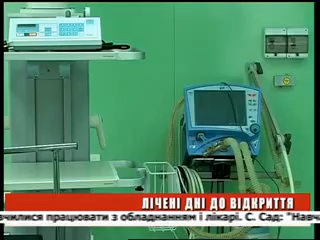 ЛІЧЕНІ ДНІ ДО ВІДКРИТТЯ
вчилися працювати з обладнанням і лікарі. С. Сад: "Навч